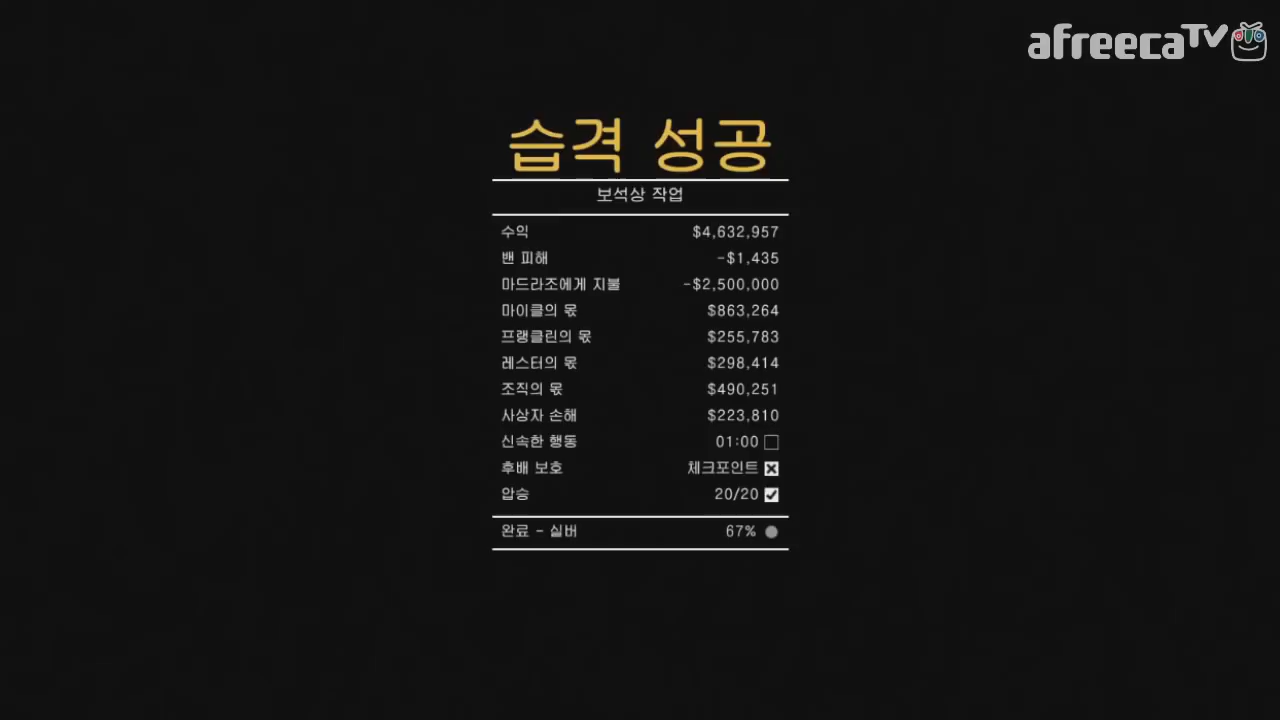 afreecaTV
습격 성공
보석상 작업
수익 $4,632,957
밴 피해 -$1,435
마드라조에게 지불 -$2,500,000
마이클의 몫 $863,264
프랭클린의 몫 $255,783
레스터의 몫 $298,414
조직의 몫 $490,251
사상자 손해 $223,810
신속한 행동 01:00
후배 보호 체크포인트
압승 20/20
완료 - 실버 67%